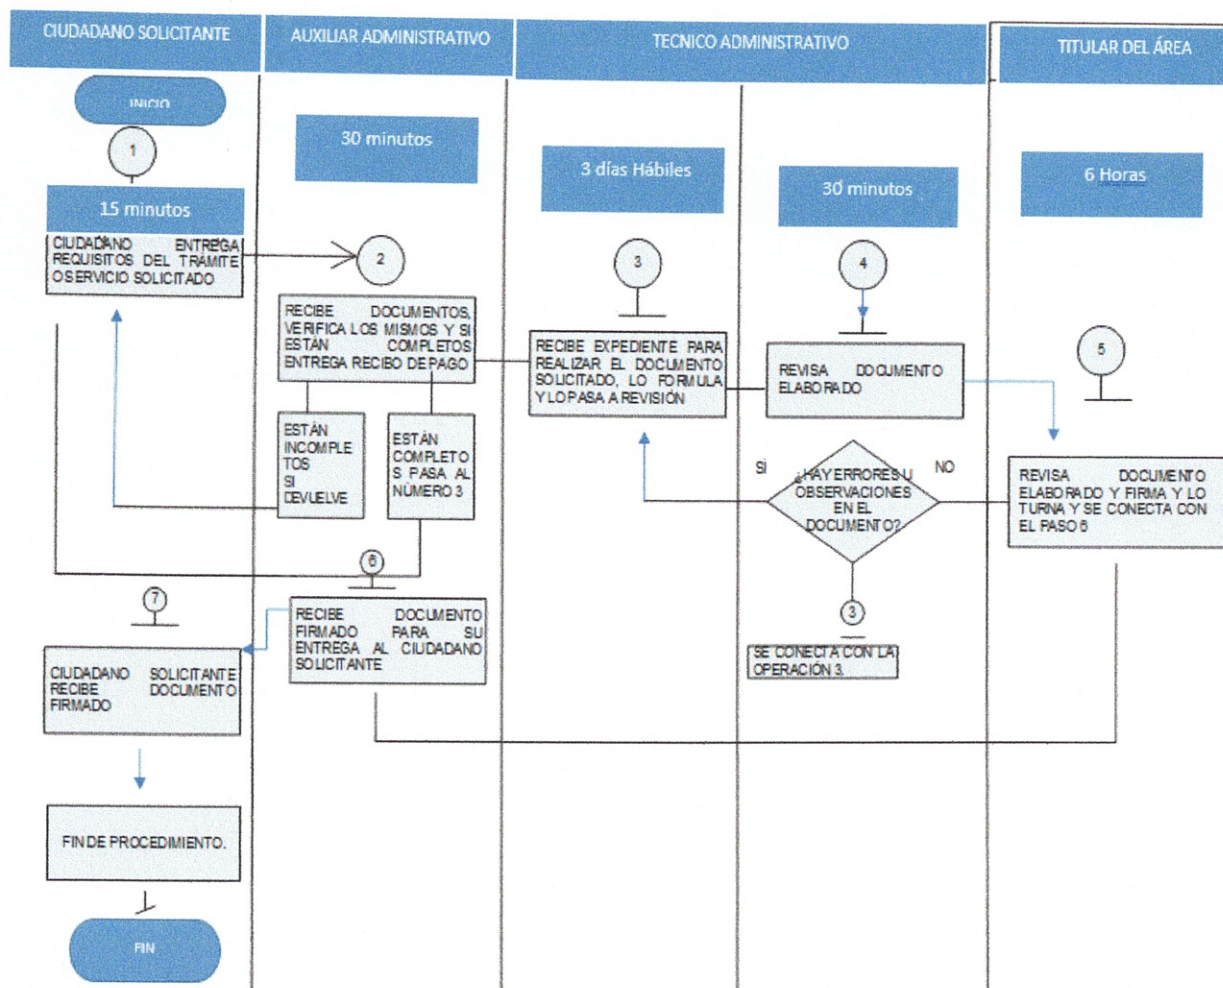 CIUDADANO SOLICITANTE
AUXILIAR ADMINISTRATIVO
TECNICO ADMINISTRATIVO
TITULAR DEL ÁREA
INICIO
1
15 minutos
CIUDADANO ENTREGA
REQUISITOS DEL TRÁMITE
O SERVICIO SOLICITADO
30 minutos
2
RECIBE DOCUMENTOS,
VERIFICA LOS MISMOS Y SI
ESTÁN COMPLETOS
ENTREGA RECIBO DE PAGO
ESTÁN
INCOMPLE
TOS
SI
DEVUELVE
ESTÁN
COMPLETO
S PASA AL
NÚMERO 3
3 días Hábiles
3
RECIBE EXPEDIENTE PARA
REALIZAR EL DOCUMENTO
SOLICITADO, LO FORMULA
Y LO PASA A REVISIÓN
30 minutos
4
REVISA DOCUMENTO
ELABORADO
SI
¿HAY ERRORES U
OBSERVACIONES
EN EL
DOCUMENTO?
NO
3
SE CONECTA CON LA
OPERACIÓN 3.
6 Horas
5
REVISA DOCUMENTO
ELABORADO Y FIRMA Y LO
TURNA Y SE CONECTA CON
EL PASO 6
6
RECIBE DOCUMENTO
FIRMADO PARA SU
ENTREGA AL CIUDADANO
SOLICITANTE
7
CIUDADANO SOLICITANTE
RECIBE DOCUMENTO
FIRMADO
FIN DE PROCEDIMIENTO.
FIN